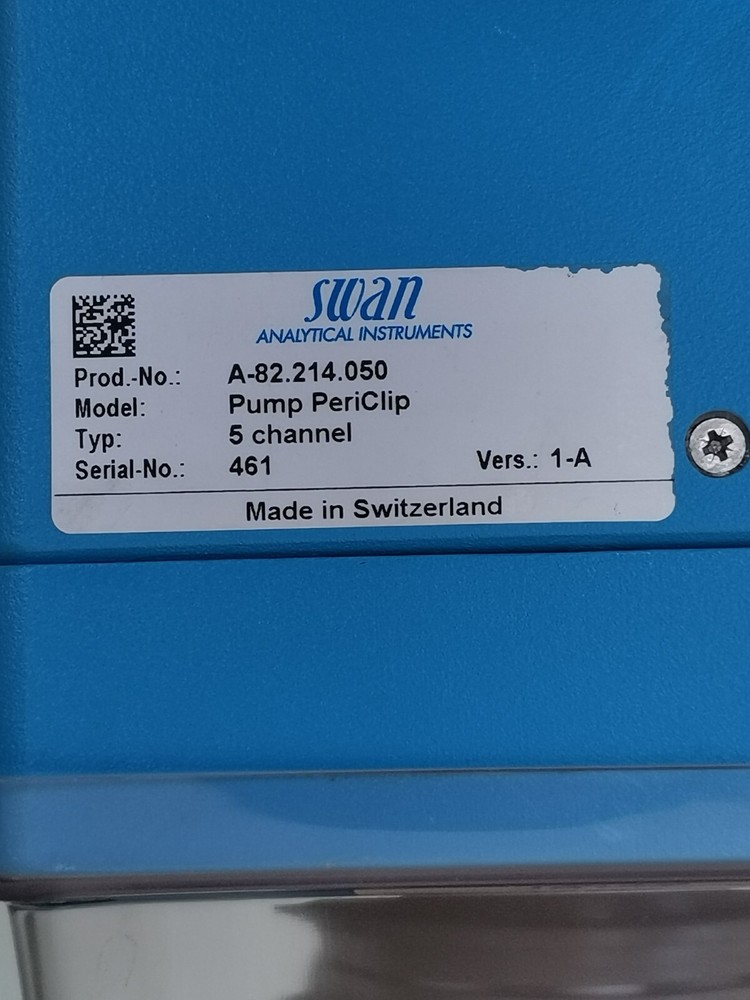 swan
ANALYTICAL INSTRUMENTS
Prod.-No.: A-82.214.050
Model: Pump PeriClip
Typ: 5 channel
Serial-No.: 461 Vers.: 1-A
Made in Switzerland